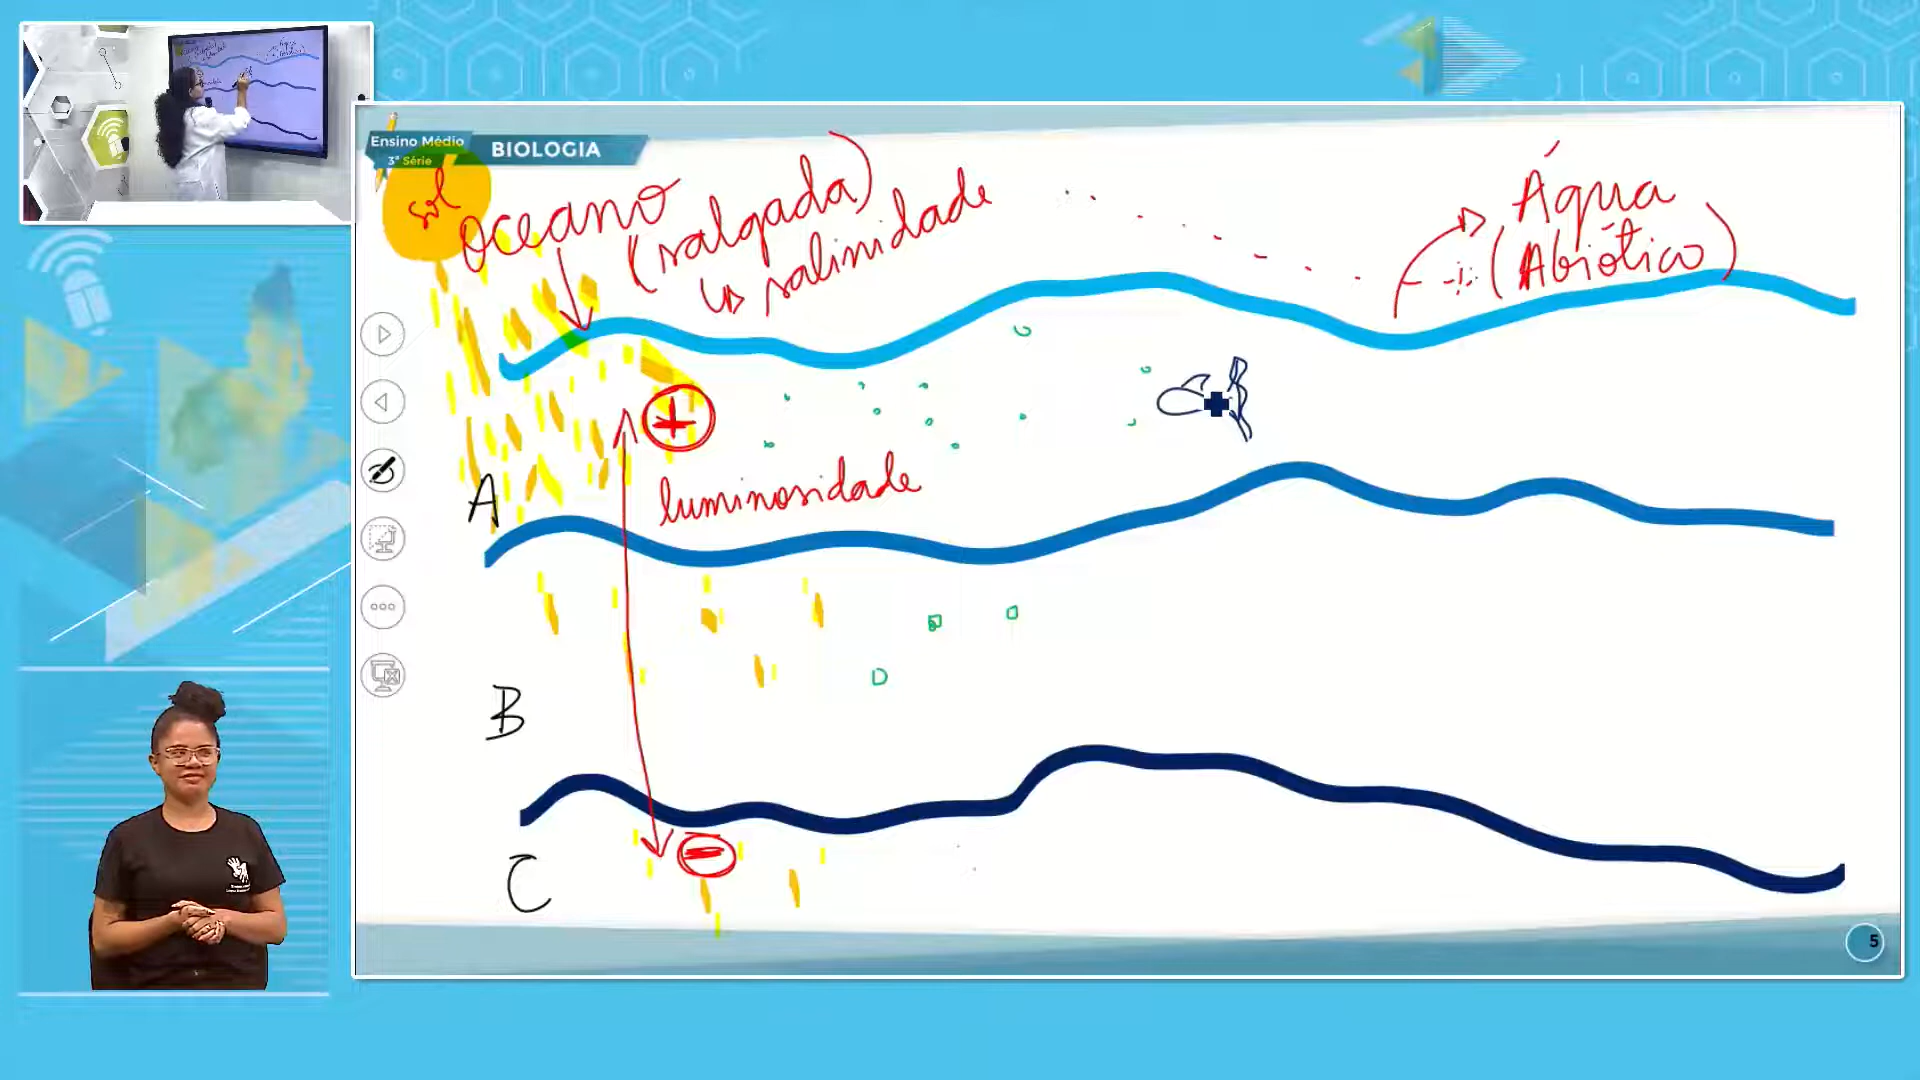 Ensino Médio
3ª Série
BIOLOGIA
sol
oceano
(salgada)
↳ salinidade
Água
(Abiótico)
+
luminosidade
A
B
C
-
5